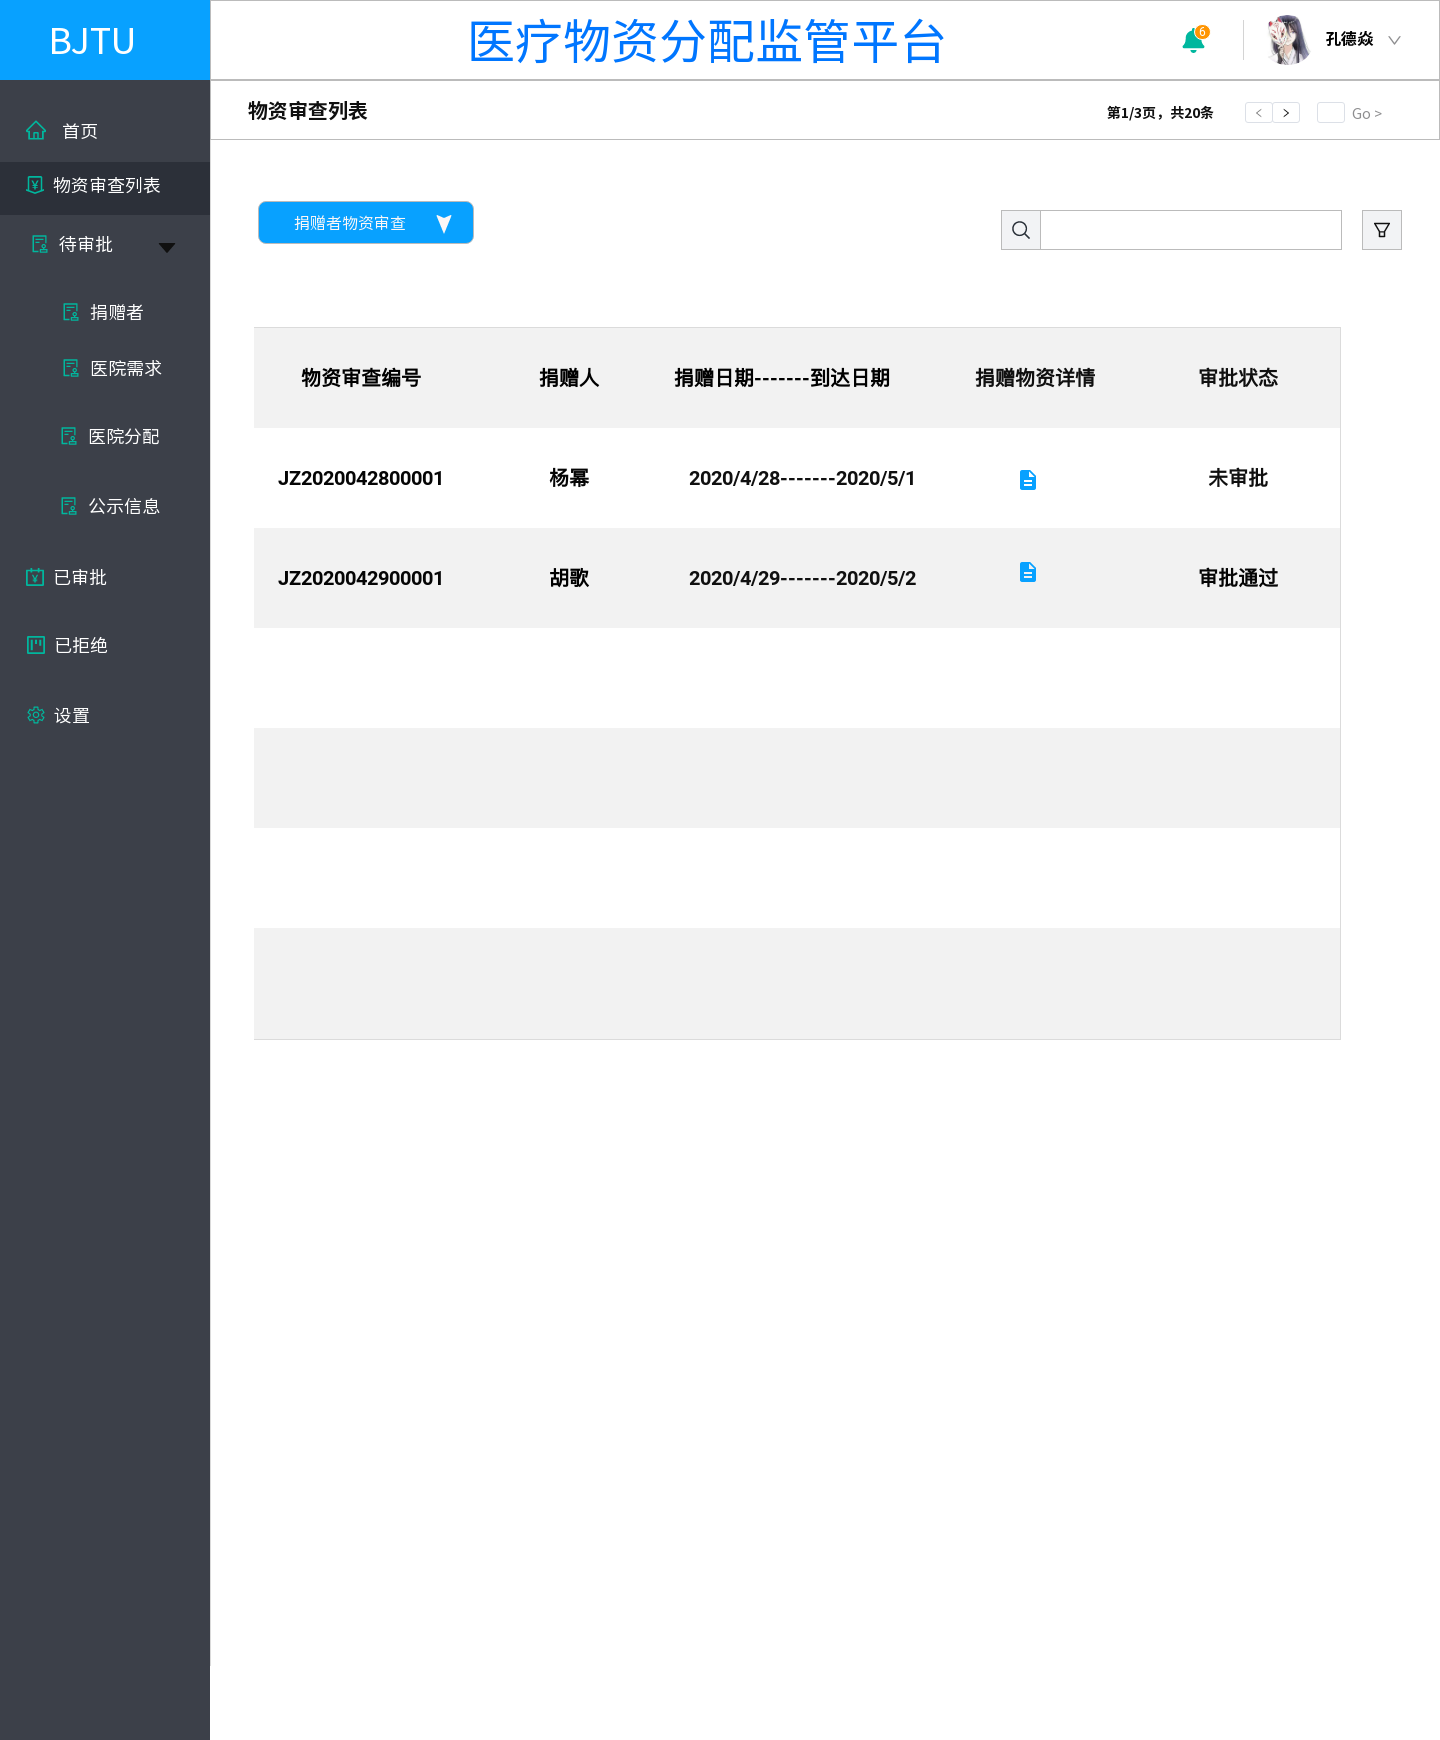 BJTU
医疗物资分配监管平台
6
孔德焱
物资审查列表
第1/3页，共20条
< >
Go >
首页
物资审查列表
待审批
捐赠者
医院需求
医院分配
公示信息
已审批
已拒绝
设置
捐赠者物资审查
物资审查编号 捐赠人 捐赠日期-------到达日期 捐赠物资详情 审批状态
JZ2020042800001 杨幂 2020/4/28-------2020/5/1 未审批
JZ2020042900001 胡歌 2020/4/29-------2020/5/2 审批通过